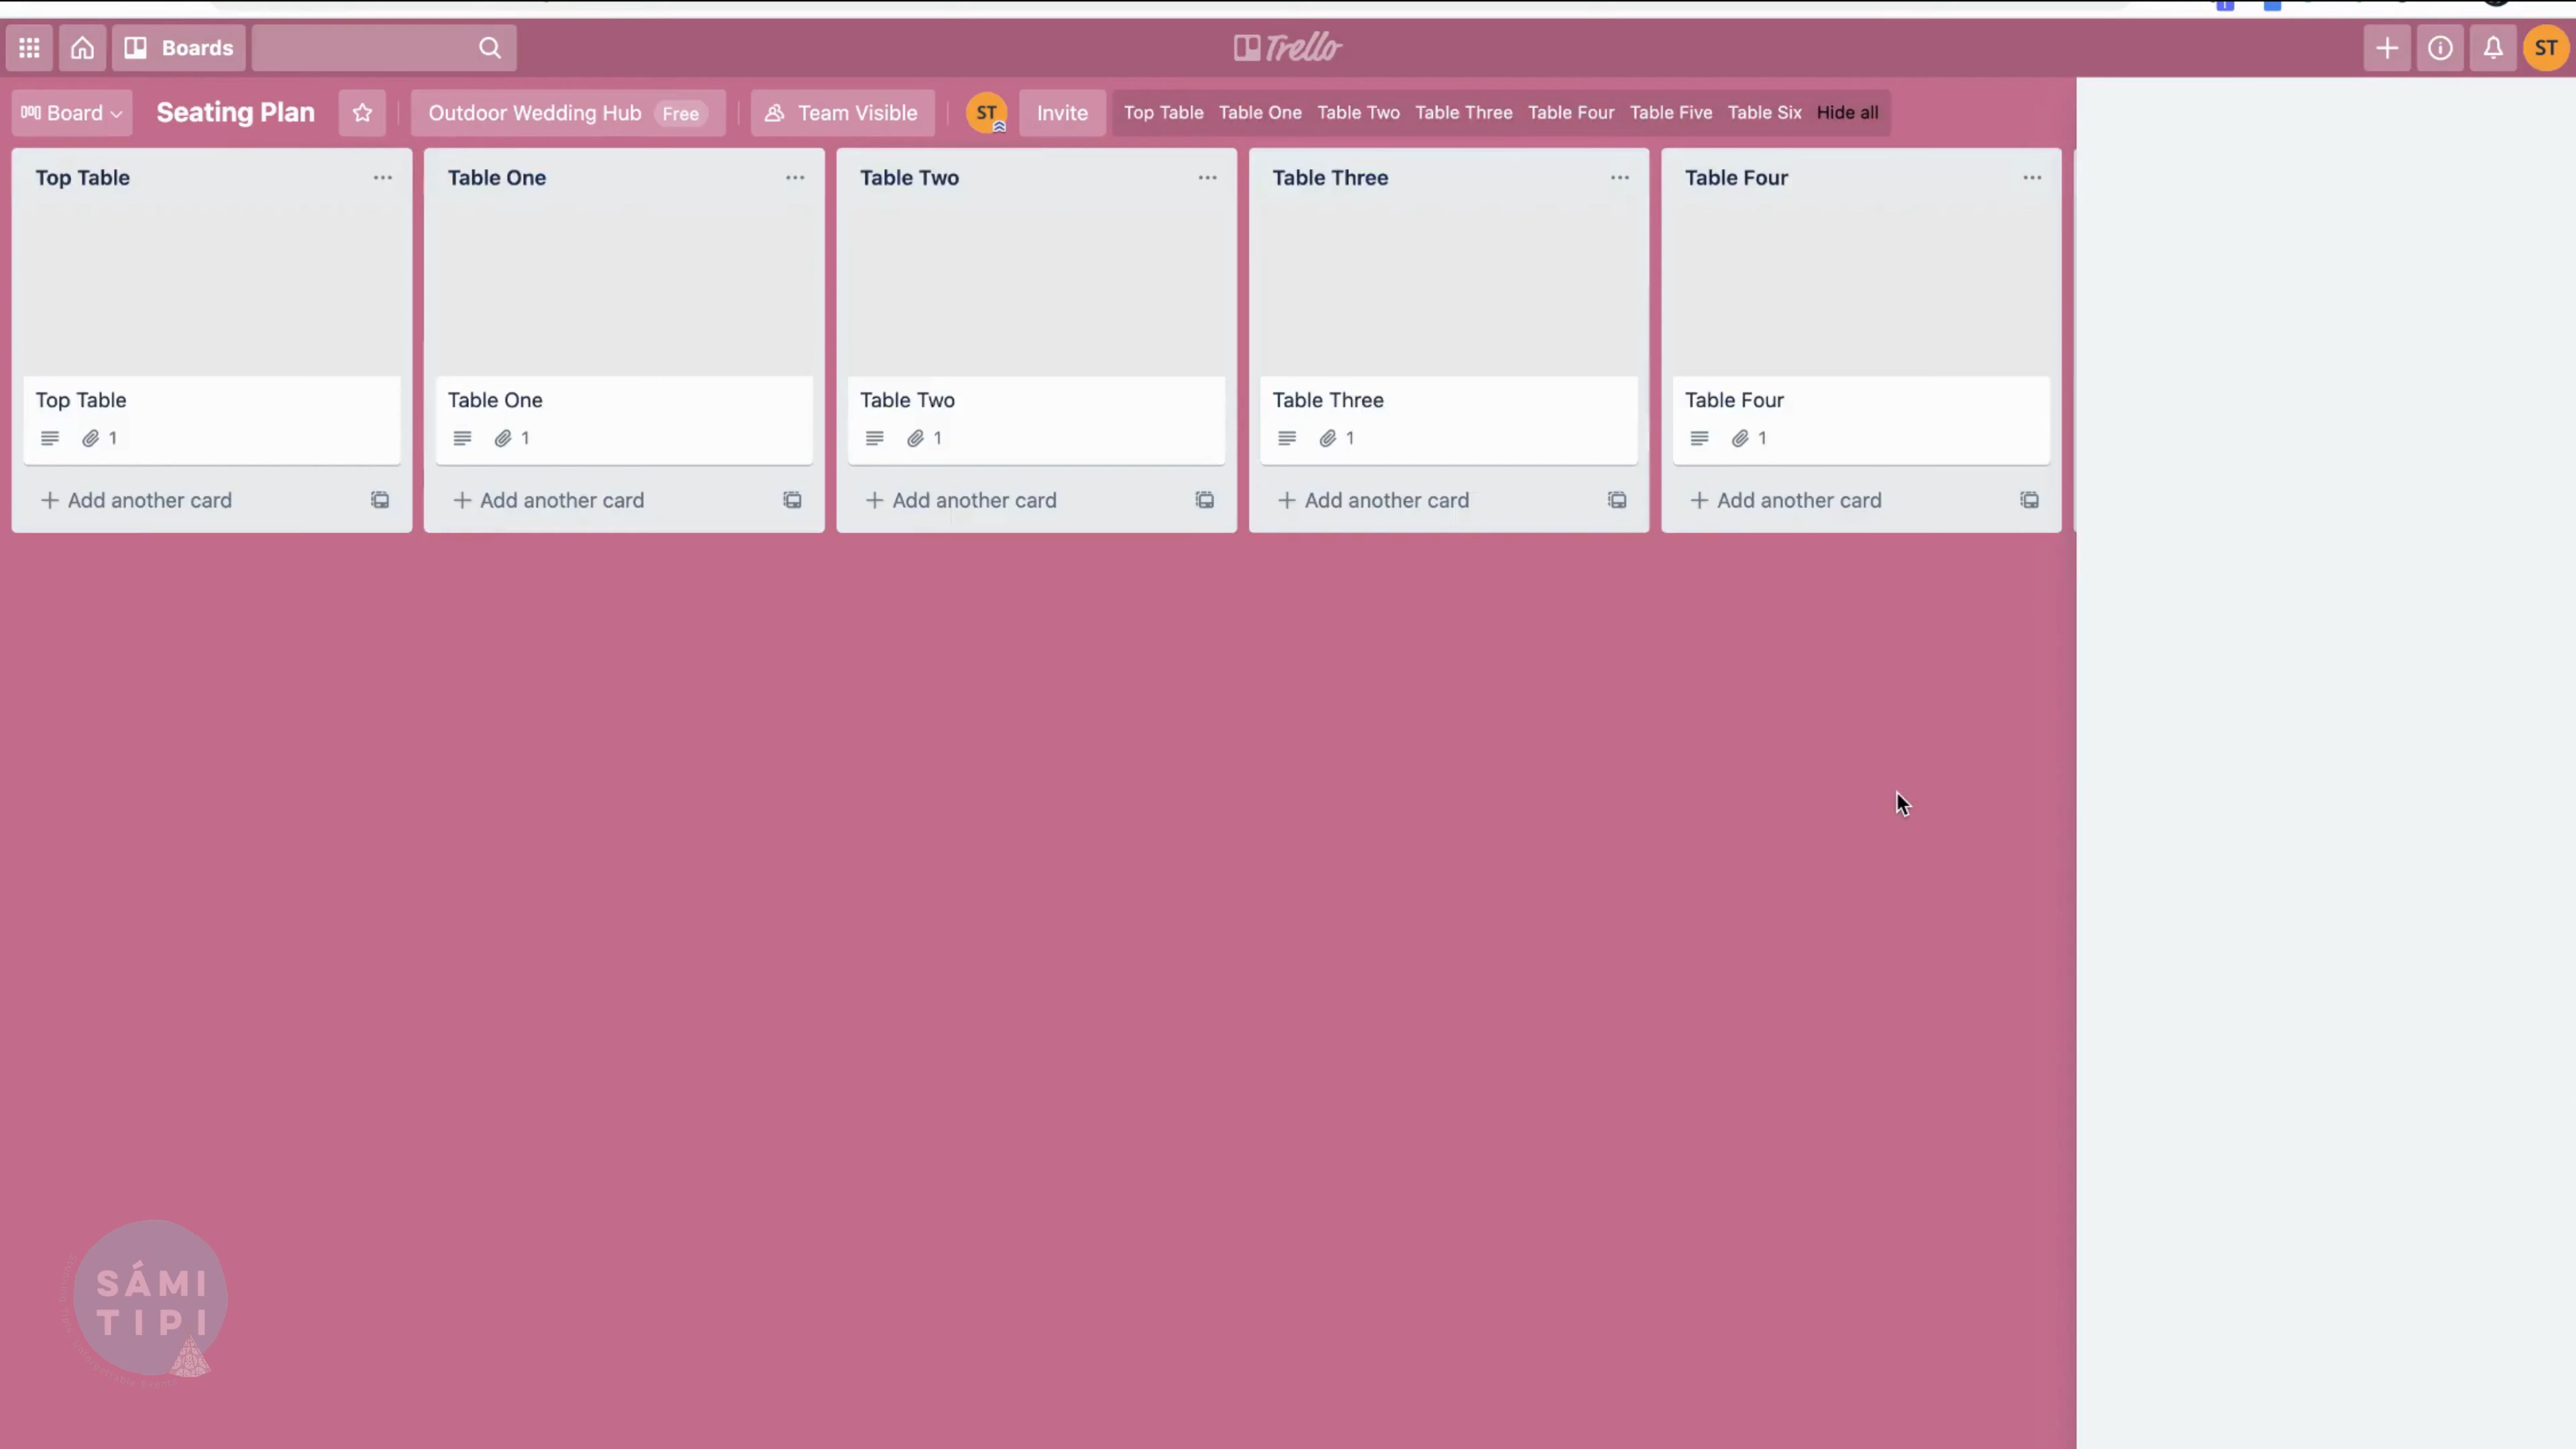 Boards
Trello
ST
Board
Seating Plan
Outdoor Wedding Hub Free
Team Visible
ST
Invite
Top Table Table One Table Two Table Three Table Four Table Five Table Six Hide all
Top Table
Table One
Table Two
Table Three
Table Four
Top Table
1
Table One
1
Table Two
1
Table Three
1
Table Four
1
Add another card
Add another card
Add another card
Add another card
Add another card
SÁMI
TIPI